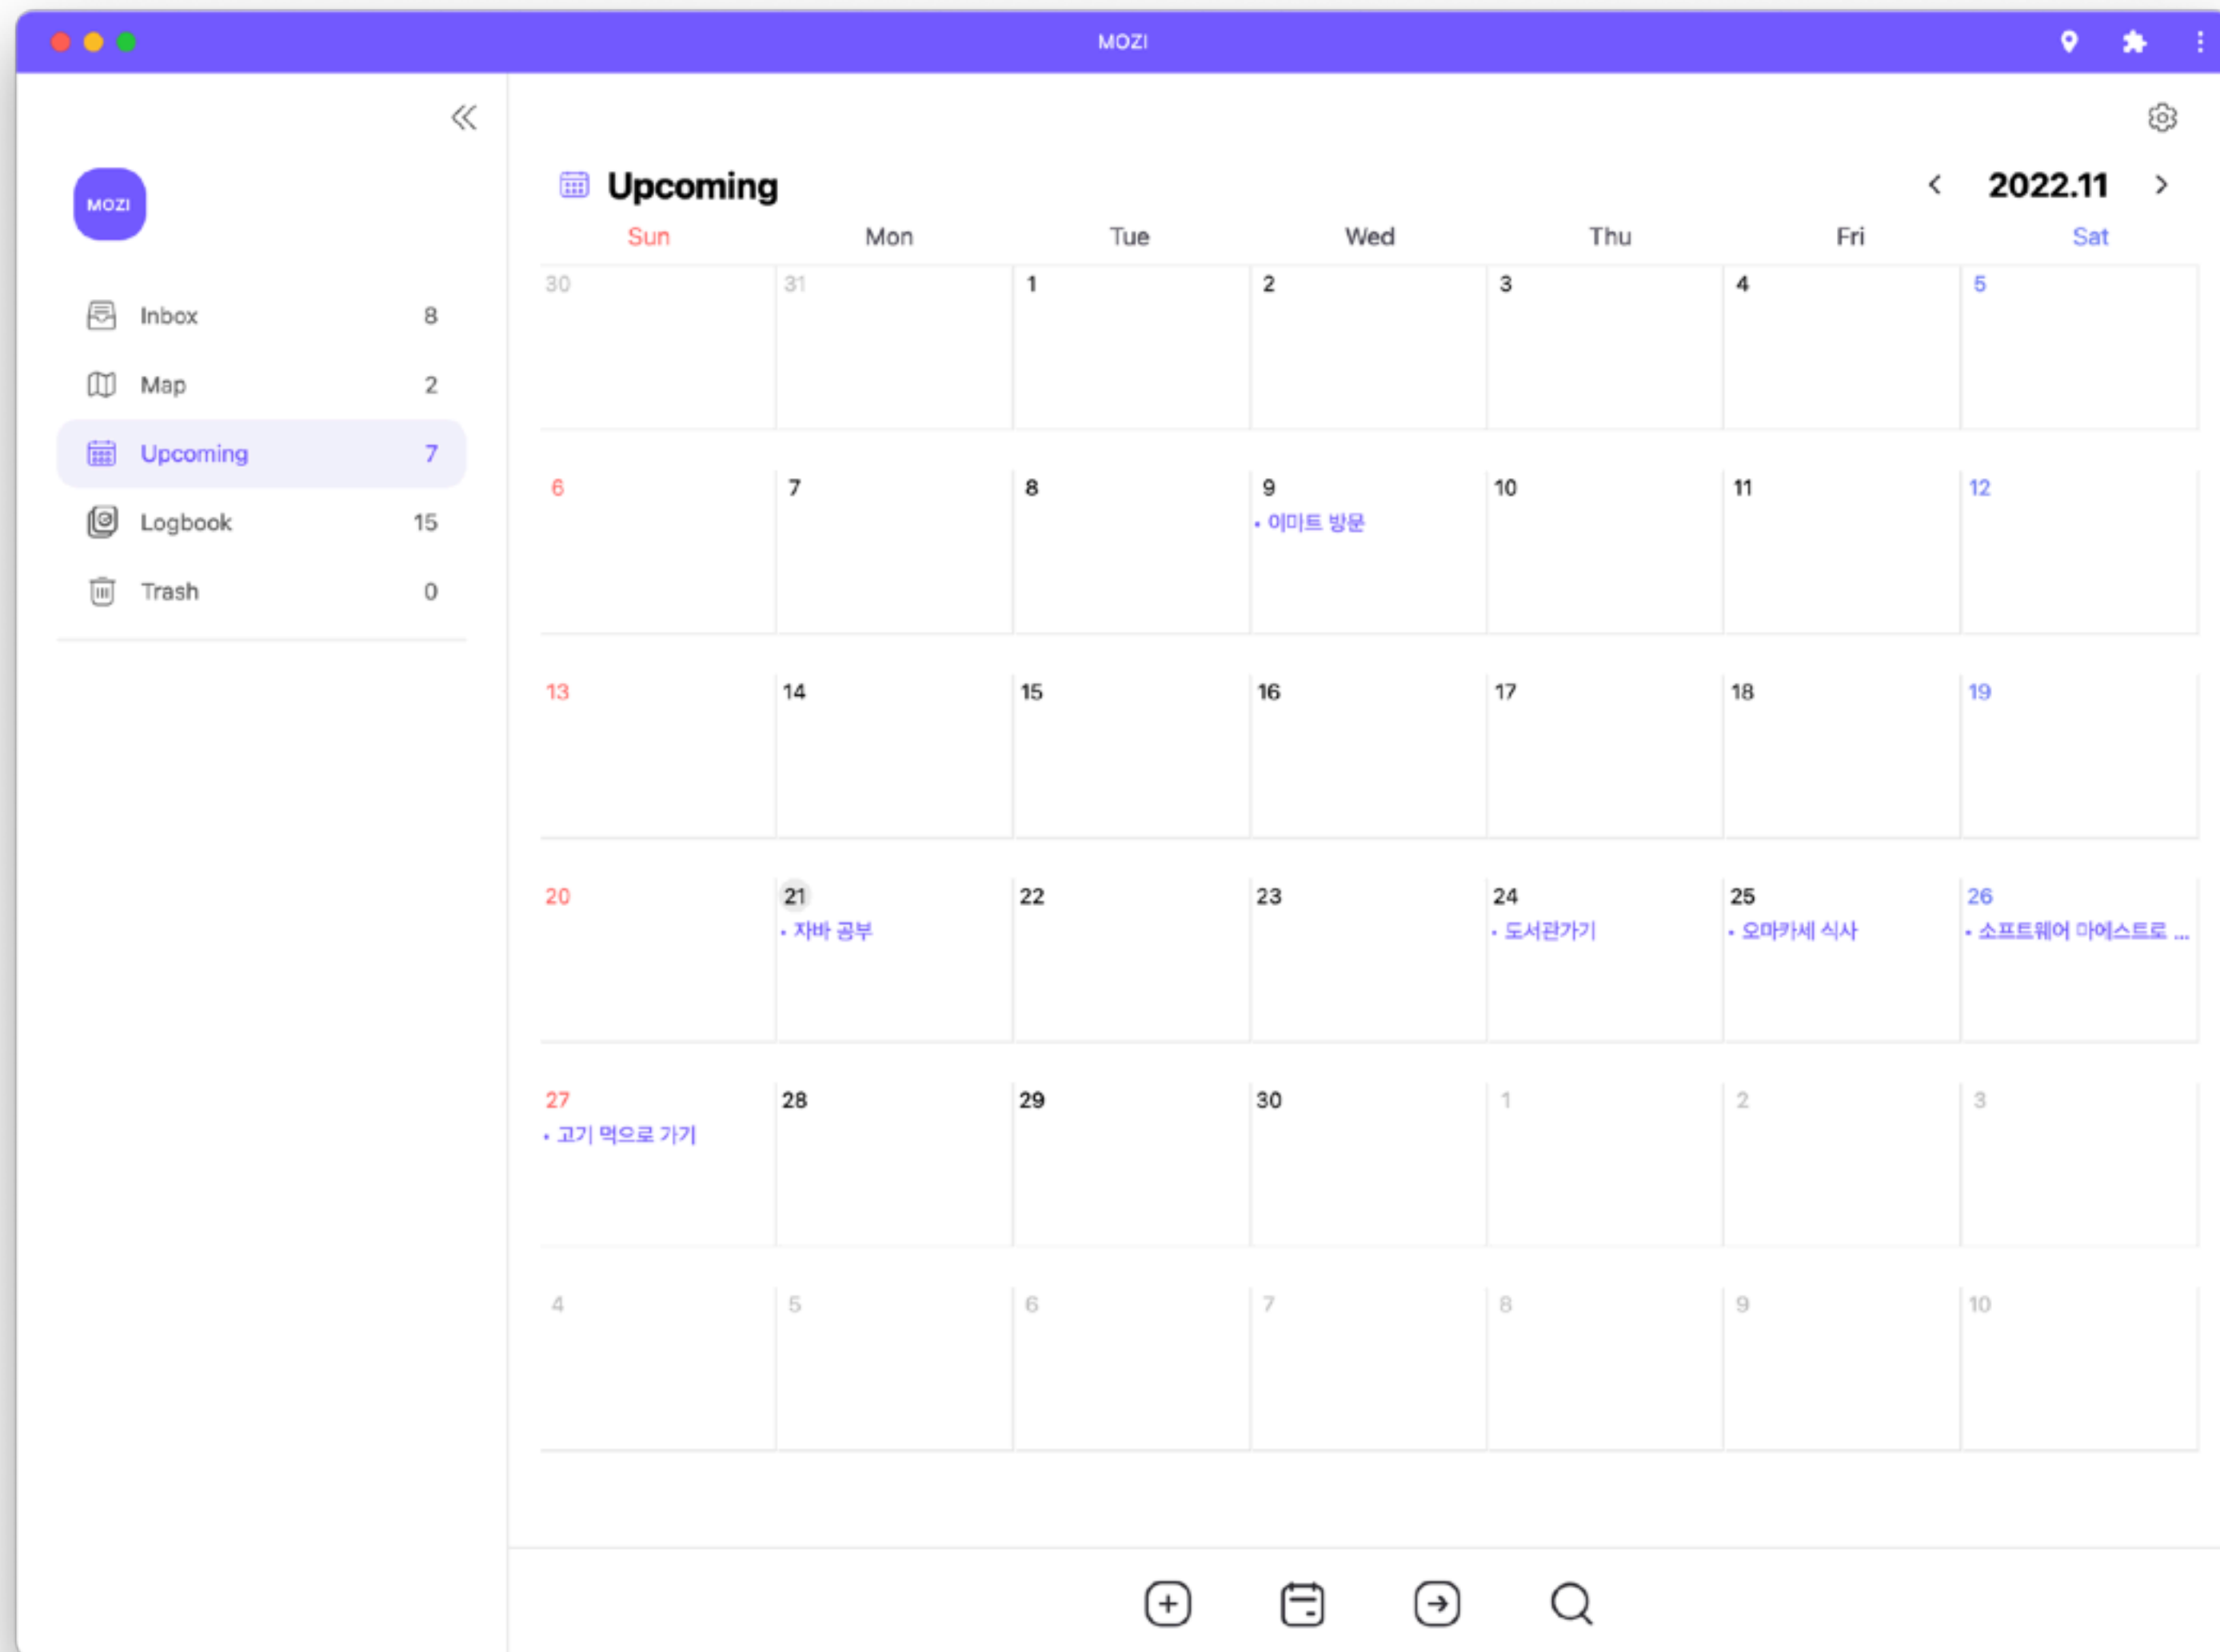 MOZI
MOZI
Inbox 8
Map 2
Upcoming 7
Logbook 15
Trash 0
Upcoming
2022.11
Sun Mon Tue Wed Thu Fri Sat
30 31 1 2 3 4 5
6 7 8 9 10 11 12
• 이마트 방문
13 14 15 16 17 18 19
20 21 22 23 24 25 26
• 자바 공부 • 도서관가기 • 오마카세 식사 • 소프트웨어 마에스트로 ...
27 28 29 30 1 2 3
• 고기 먹으로 가기
4 5 6 7 8 9 10